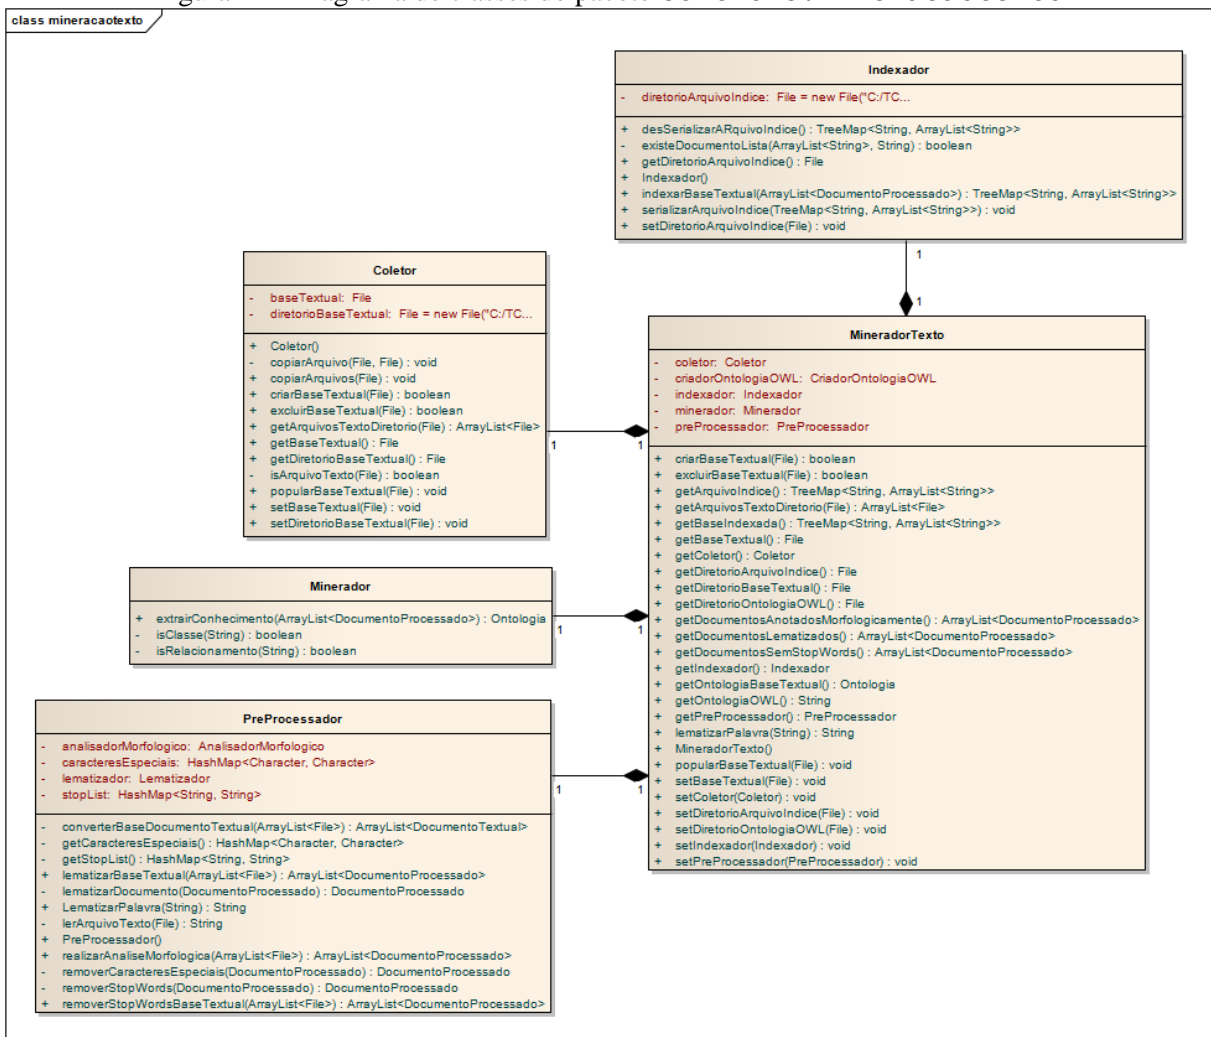 class mineracaotexto
Indexador
- diretorioArquivoIndice: File = new File("C:/TC...
+ desSerializarARquivoIndice() : TreeMap<String, ArrayList<String>>
- existeDocumentoLista(ArrayList<String>, String) : boolean
+ getDiretorioArquivoIndice() : File
+ Indexador()
+ indexarBaseTextual(ArrayList<DocumentoProcessado>) : TreeMap<String, ArrayList<String>>
+ serializarArquivoIndice(TreeMap<String, ArrayList<String>>) : void
+ setDiretorioArquivoIndice(File) : void
1
1
Coletor
- baseTextual: File
- diretorioBaseTextual: File = new File("C:/TC...
+ Coletor()
- copiarArquivo(File, File) : void
+ copiarArquivos(File) : void
+ criarBaseTextual(File) : boolean
+ excluirBaseTextual(File) : boolean
+ getArquivosTextoDiretorio(File) : ArrayList<File>
+ getBaseTextual() : File
+ getDiretorioBaseTextual() : File
- isArquivoTexto(File) : boolean
+ popularBaseTextual(File) : void
+ setBaseTextual(File) : void
+ setDiretorioBaseTextual(File) : void
1
1
MineradorTexto
- coletor: Coletor
- criadorOntologiaOWL: CriadorOntologiaOWL
- indexador: Indexador
- minerador: Minerador
- preProcessador: PreProcessador
+ criarBaseTextual(File) : boolean
+ excluirBaseTextual(File) : boolean
+ getArquivoIndice() : TreeMap<String, ArrayList<String>>
+ getArquivosTextoDiretorio(File) : ArrayList<File>
+ getBaseIndexada() : TreeMap<String, ArrayList<String>>
+ getBaseTextual() : File
+ getColetor() : Coletor
+ getDiretorioArquivoIndice() : File
+ getDiretorioBaseTextual() : File
+ getDiretorioOntologiaOWL() : File
+ getDocumentosAnotadosMorfologicamente() : ArrayList<DocumentoProcessado>
+ getDocumentosLematizados() : ArrayList<DocumentoProcessado>
+ getDocumentosSemStopWords() : ArrayList<DocumentoProcessado>
+ getIndexador() : Indexador
+ getOntologiaBaseTextual() : Ontologia
+ getOntologiaOWL() : String
+ getPreProcessador() : PreProcessador
+ lematizarPalavra(String) : String
+ MineradorTexto()
+ popularBaseTextual(File) : void
+ setBaseTextual(File) : void
+ setColetor(Coletor) : void
+ setDiretorioArquivoIndice(File) : void
+ setDiretorioOntologiaOWL(File) : void
+ setIndexador(Indexador) : void
+ setPreProcessador(PreProcessador) : void
Minerador
+ extrairConhecimento(ArrayList<DocumentoProcessado>) : Ontologia
- isClasse(String) : boolean
- isRelacionamento(String) : boolean
1
1
PreProcessador
- analisadorMorfologico: AnalisadorMorfologico
- caracteresEspeciais: HashMap<Character, Character>
- lematizador: Lematizador
- stopList: HashMap<String, String>
- converterBaseDocumentoTextual(ArrayList<File>) : ArrayList<DocumentoTextual>
- getCaracteresEspeciais() : HashMap<Character, Character>
- getStopList() : HashMap<String, String>
+ lematizarBaseTextual(ArrayList<File>) : ArrayList<DocumentoProcessado>
- lematizarDocumento(DocumentoProcessado) : DocumentoProcessado
+ LematizarPalavra(String) : String
- lerArquivoTexto(File) : String
+ PreProcessador()
+ realizarAnaliseMorfologica(ArrayList<File>) : ArrayList<DocumentoProcessado>
- removerCaracteresEspeciais(DocumentoProcessado) : DocumentoProcessado
- removerStopWords(DocumentoProcessado) : DocumentoProcessado
+ removerStopWordsBaseTextual(ArrayList<File>) : ArrayList<DocumentoProcessado>
1
1